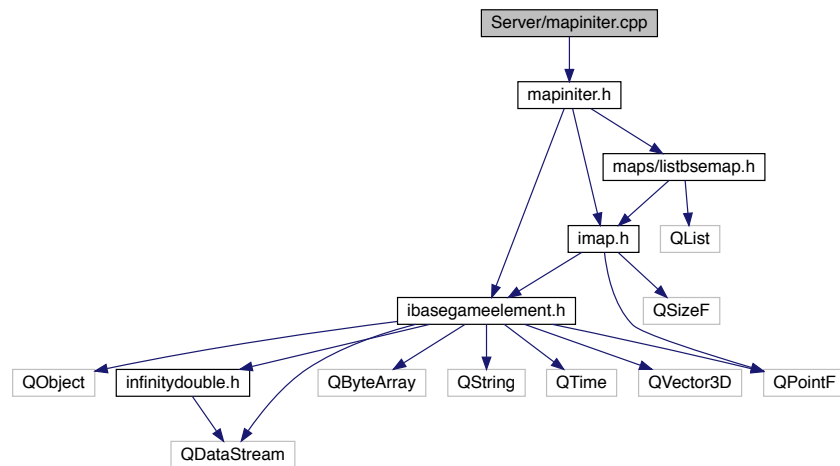 Server/mapiniter.cpp
mapiniter.h
maps/listbsemap.h
imap.h
QList
ibasegameelement.h
QSizeF
QObject
infinitydouble.h
QByteArray
QString
QTime
QVector3D
QPointF
QDataStream